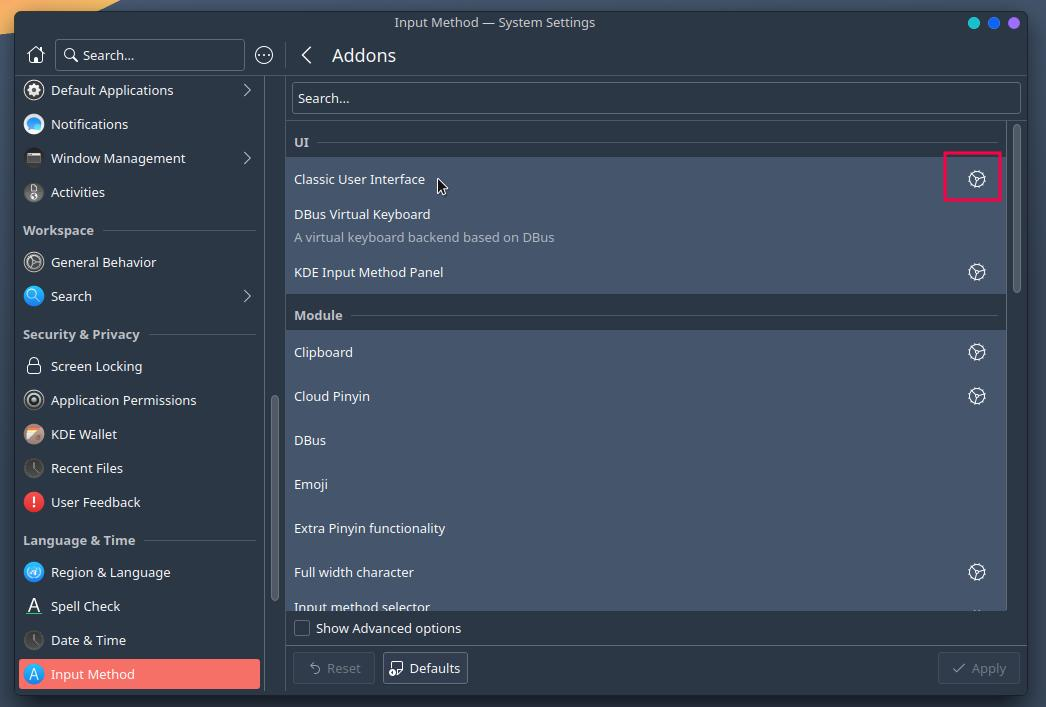 Input Method — System Settings
Search...
Addons
Default Applications
Notifications
Window Management
Activities
Workspace
General Behavior
Search
Security & Privacy
Screen Locking
Application Permissions
KDE Wallet
Recent Files
User Feedback
Language & Time
Region & Language
Spell Check
Date & Time
Input Method
Search...
UI
Classic User Interface
DBus Virtual Keyboard
A virtual keyboard backend based on DBus
KDE Input Method Panel
Module
Clipboard
Cloud Pinyin
DBus
Emoji
Extra Pinyin functionality
Full width character
Input method selector
Show Advanced options
Reset
Defaults
Apply